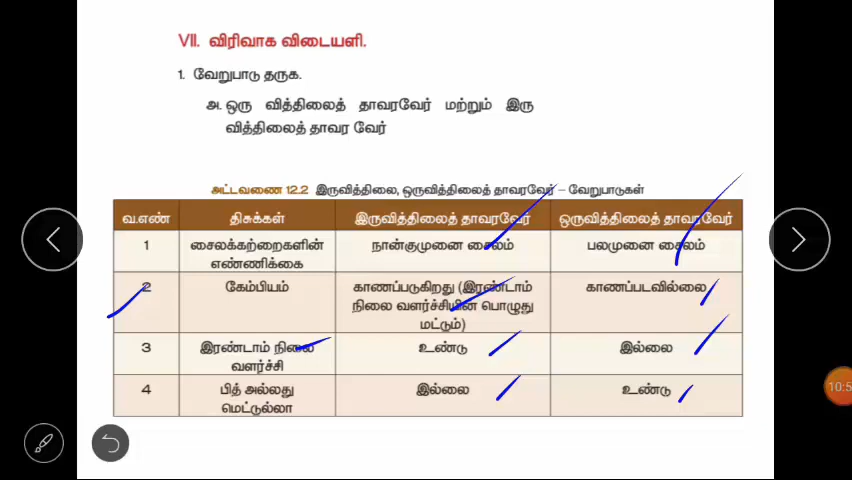 VII. விரிவாக விடையளி.
1. வேறுபாடு தருக.
அ. ஒரு வித்திலைத் தாவரவேர் மற்றும் இரு
வித்திலைத் தாவர வேர்
அட்டவணை 12.2 இருவித்திலை, ஒருவித்திலைத் தாவரவேர் – வேறுபாடுகள்
வ.எண் திசுக்கள் இருவித்திலைத் தாவரவேர் ஒருவித்திலைத் தாவரவேர்
1 சைலக்கற்றைகளின் நான்குமுனை சைலம் பலமுனை சைலம்
எண்ணிக்கை
2 கேம்பியம் காணப்படுகிறது (இரண்டாம் காணப்படவில்லை
நிலை வளர்ச்சியின் பொழுது
மட்டும்)
3 இரண்டாம் நிலை உண்டு இல்லை
வளர்ச்சி
4 பித் அல்லது இல்லை உண்டு
மெட்டுல்லா
10:5